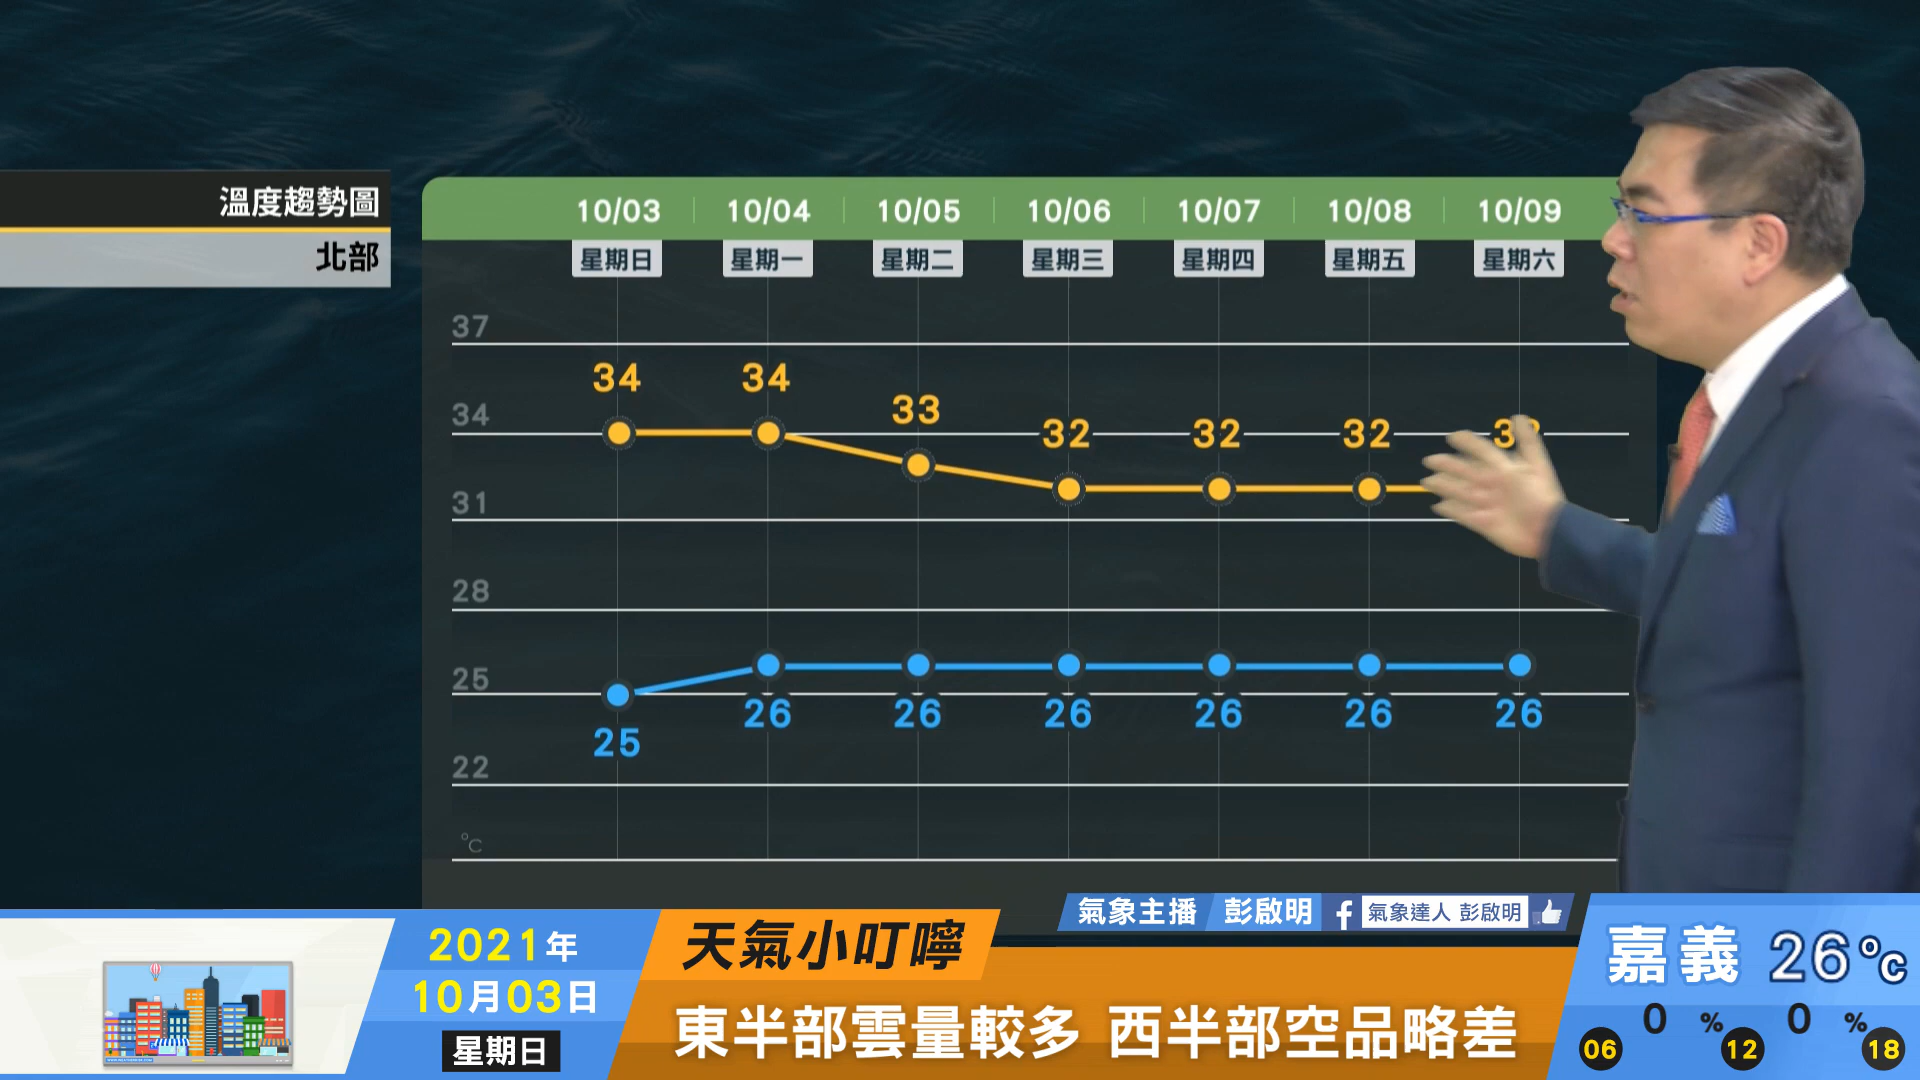 溫度趨勢圖
北部
10/03 10/04 10/05 10/06 10/07 10/08 10/09
星期日 星期一 星期二 星期三 星期四 星期五 星期六
37
34 34
33
34
32 32 32
31
28
25
26 26 26 26 26 26
25
22
°C
氣象主播 彭啟明 f 氣象達人 彭啟明
天氣小叮嚀
東半部雲量較多 西半部空品略差
2021年
10月03日
星期日
嘉義 26°C
0 % 0 %
06 12 18